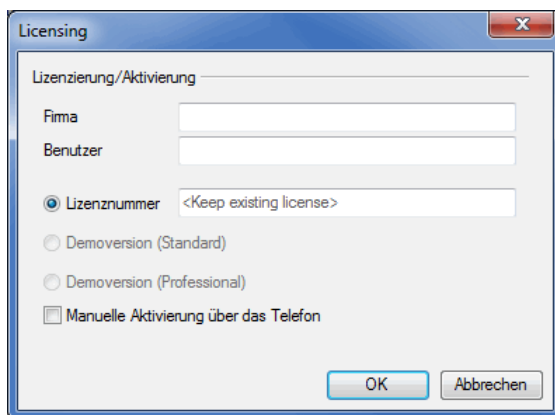 Licensing
Lizenzierung/Aktivierung
Firma
Benutzer
Lizenznummer <Keep existing license>
Demoversion (Standard)
Demoversion (Professional)
Manuelle Aktivierung über das Telefon
OK Abbrechen